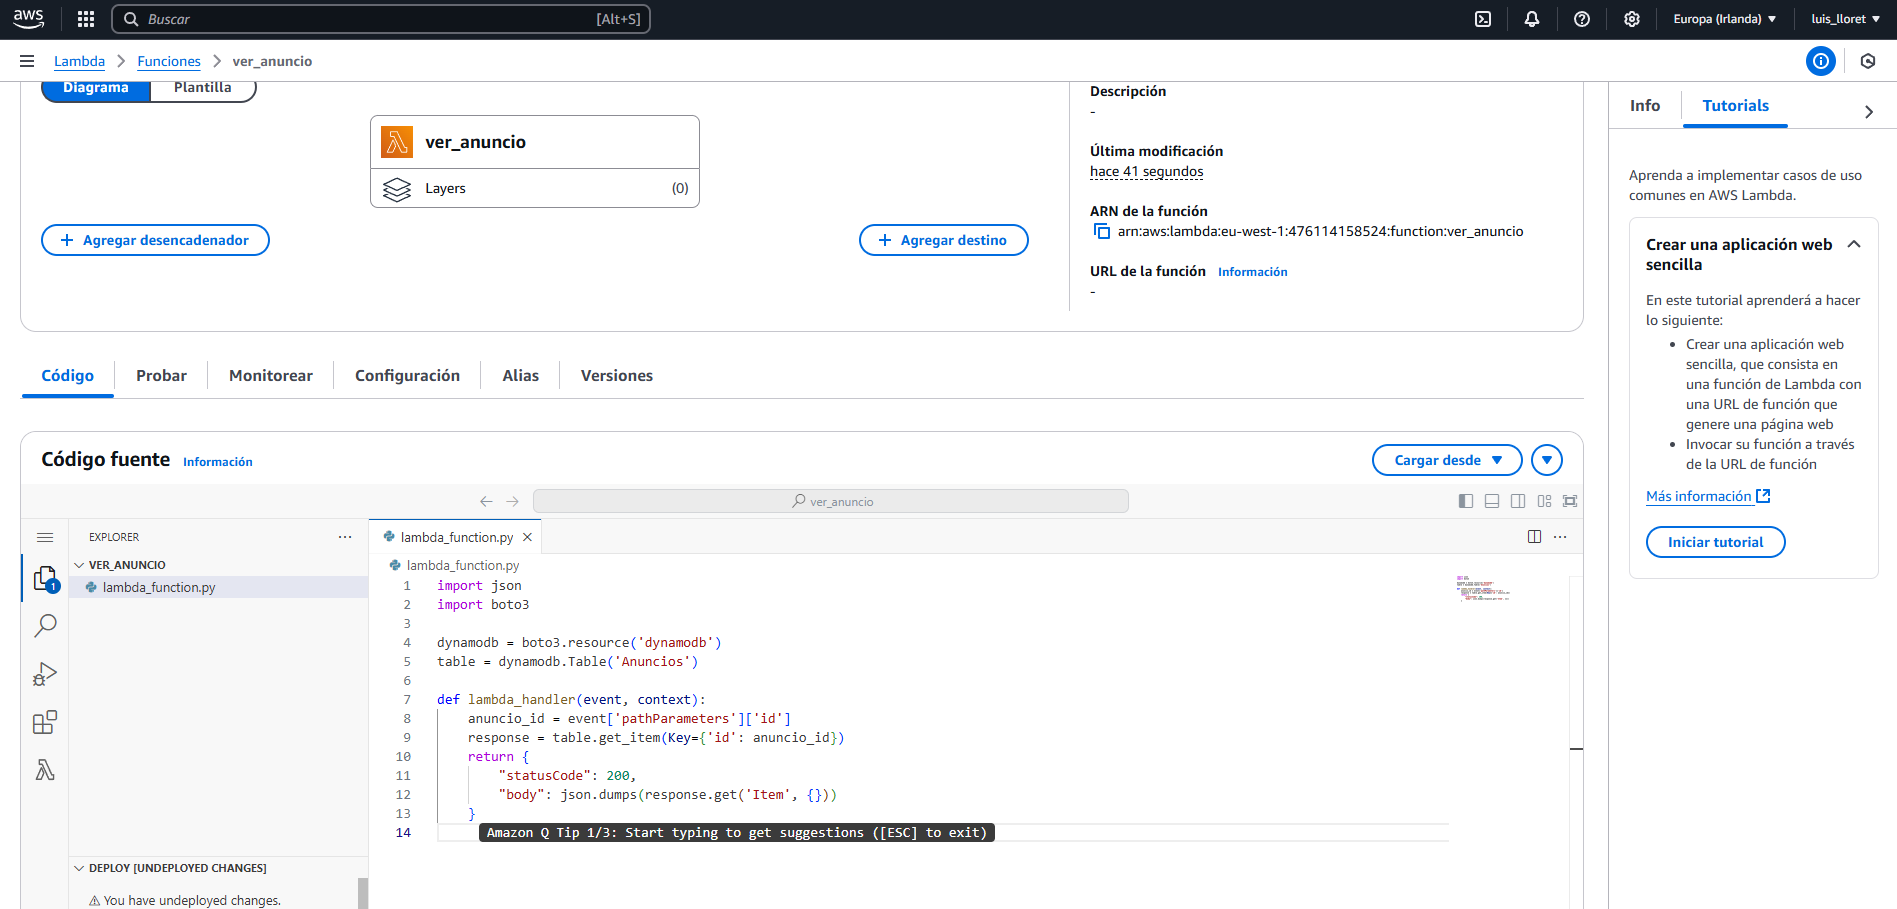 aws
Buscar
[Alt+S]
Europa (Irlanda)
luis_lloret
Lambda
Funciones
ver_anuncio
Diagrama
Plantilla
ver_anuncio
Layers
(0)
+ Agregar desencadenador
+ Agregar destino
Descripción
-
Última modificación
hace 41 segundos
ARN de la función
arn:aws:lambda:eu-west-1:476114158524:function:ver_anuncio
URL de la función Información
-
Info
Tutorials
Aprenda a implementar casos de uso
comunes en AWS Lambda.
Crear una aplicación web
sencilla
En este tutorial aprenderá a hacer
lo siguiente:
• Crear una aplicación web
sencilla, que consista en
una función de Lambda con
una URL de función que
genere una página web
• Invocar su función a través
de la URL de función
Más información
Iniciar tutorial
Código
Probar
Monitorear
Configuración
Alias
Versiones
Código fuente Información
Cargar desde
ver_anuncio
EXPLORER
VER_ANUNCIO
lambda_function.py
1
DEPLOY [UNDEPLOYED CHANGES]
You have undeployed changes.
lambda_function.py
lambda_function.py
1 import json
2 import boto3
3
4 dynamodb = boto3.resource('dynamodb')
5 table = dynamodb.Table('Anuncios')
6
7 def lambda_handler(event, context):
8 anuncio_id = event['pathParameters']['id']
9 response = table.get_item(Key={'id': anuncio_id})
10 return {
11 "statusCode": 200,
12 "body": json.dumps(response.get('Item', {}))
13 }
14 Amazon Q Tip 1/3: Start typing to get suggestions ([ESC] to exit)